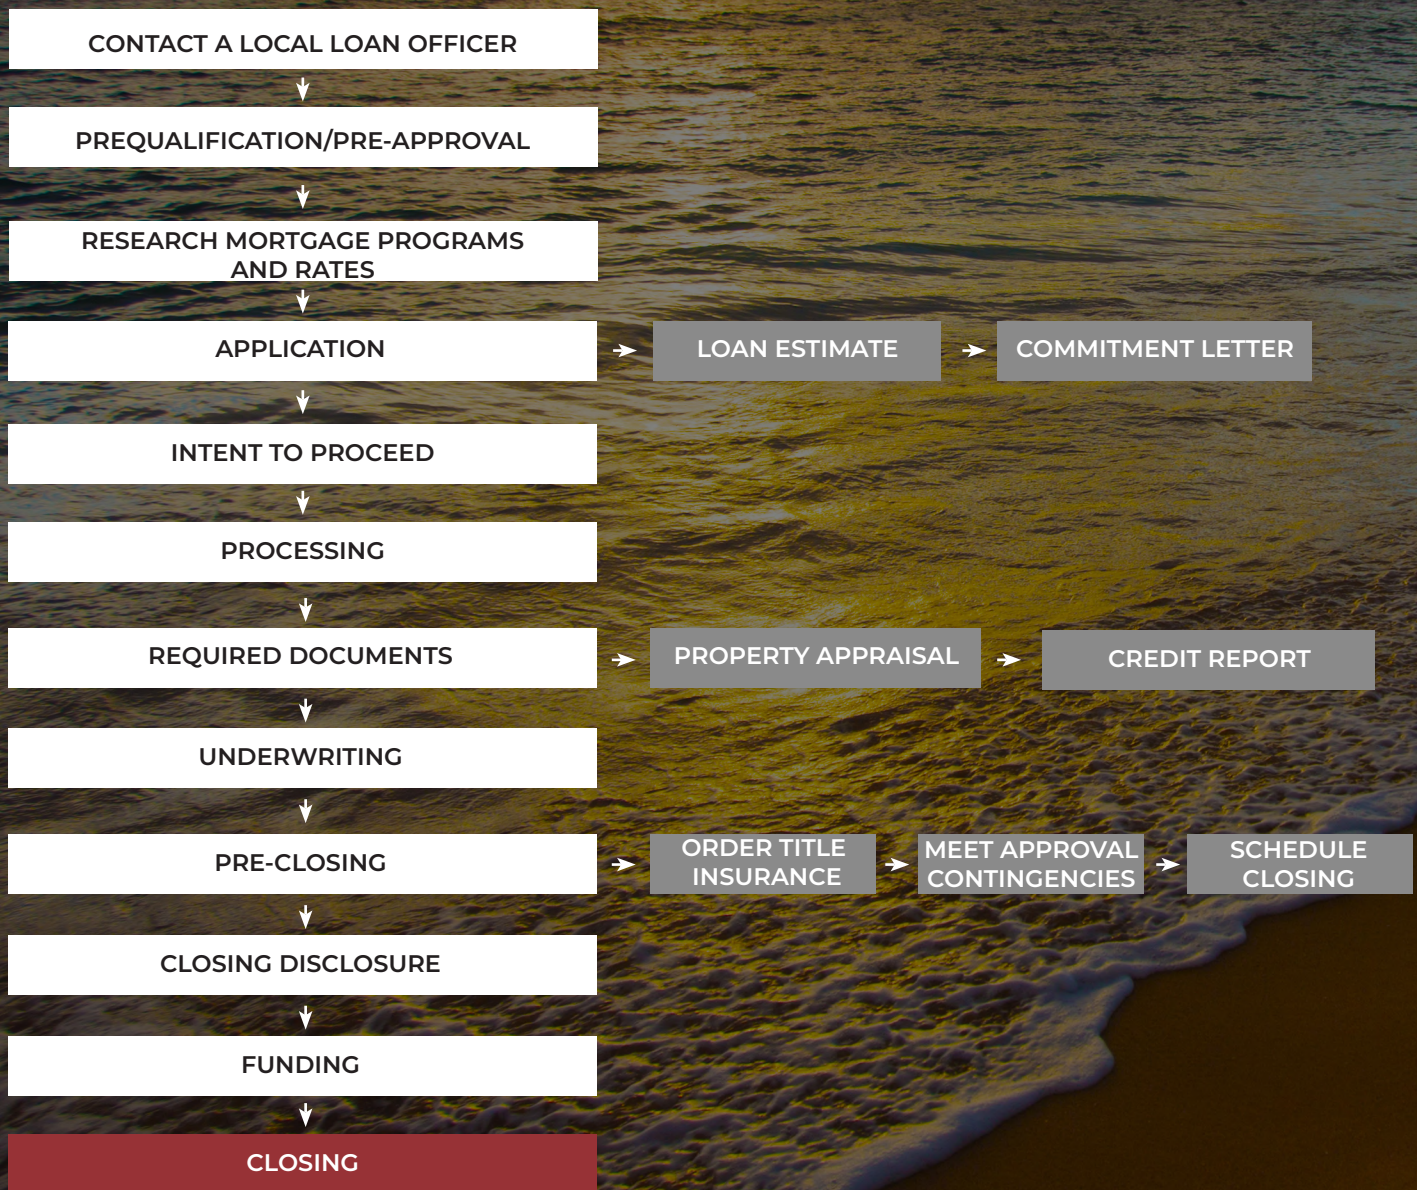 CONTACT A LOCAL LOAN OFFICER
PREQUALIFICATION/PRE-APPROVAL
RESEARCH MORTGAGE PROGRAMS
AND RATES
APPLICATION
LOAN ESTIMATE
COMMITMENT LETTER
INTENT TO PROCEED
PROCESSING
REQUIRED DOCUMENTS
PROPERTY APPRAISAL
CREDIT REPORT
UNDERWRITING
PRE-CLOSING
ORDER TITLE
INSURANCE
MEET APPROVAL
CONTINGENCIES
SCHEDULE
CLOSING
CLOSING DISCLOSURE
FUNDING
CLOSING